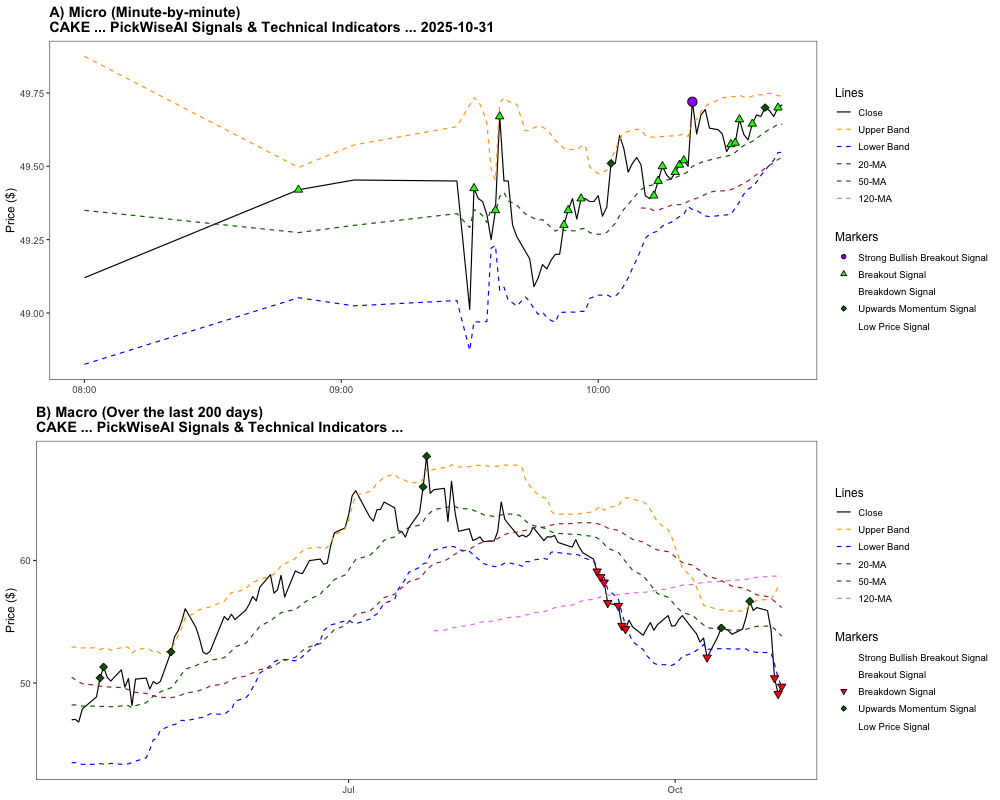 A) Micro (Minute-by-minute)
CAKE ... PickWiseAI Signals & Technical Indicators ... 2025-10-31
Price ($)
49.75
49.50
49.25
49.00
08:00
09:00
10:00
Lines
Close
Upper Band
Lower Band
20-MA
50-MA
120-MA
Markers
Strong Bullish Breakout Signal
Breakout Signal
Breakdown Signal
Upwards Momentum Signal
Low Price Signal
B) Macro (Over the last 200 days)
CAKE ... PickWiseAI Signals & Technical Indicators ...
Price ($)
60
50
Jul
Oct
Lines
Close
Upper Band
Lower Band
20-MA
50-MA
120-MA
Markers
Strong Bullish Breakout Signal
Breakout Signal
Breakdown Signal
Upwards Momentum Signal
Low Price Signal